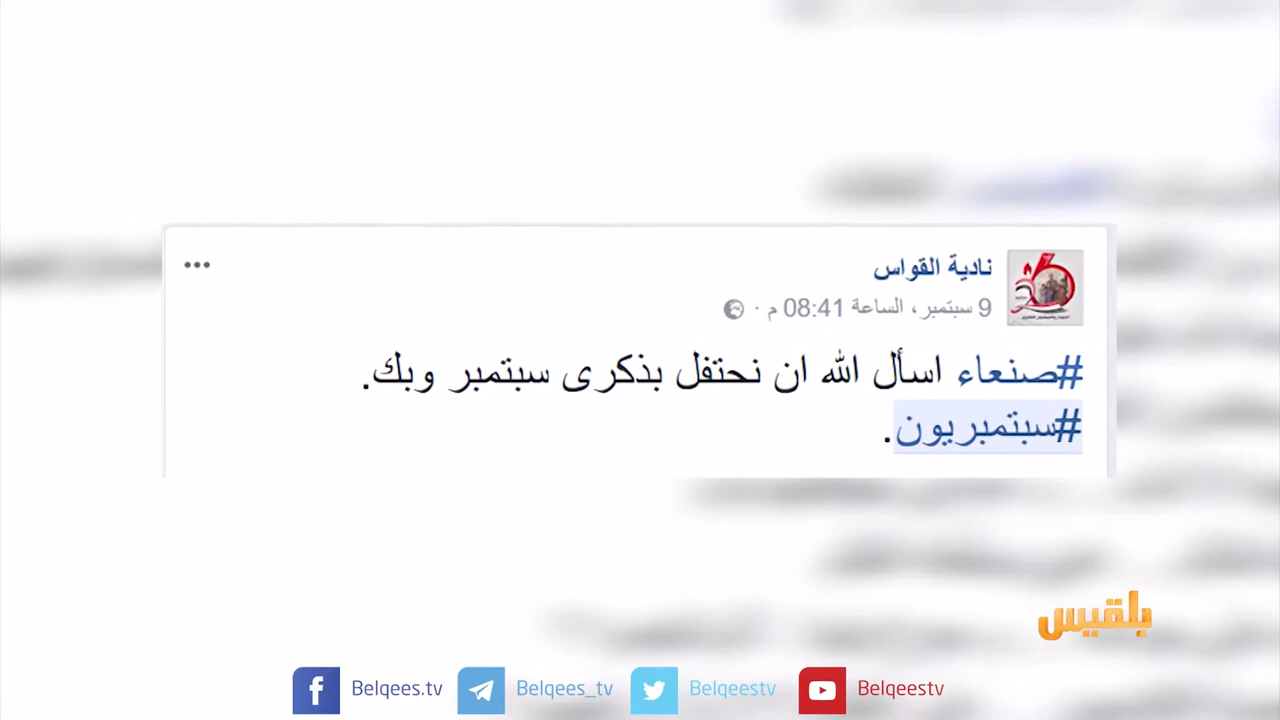 نادية القواس
9 سبتمبر، الساعة 08:41 م ·
#صنعاء اسأل الله ان نحتفل بذكرى سبتمبر وبك.
#سبتمبريون.
بلقيس
Belqees.tv Belqees_tv Belqeestv Belqeestv